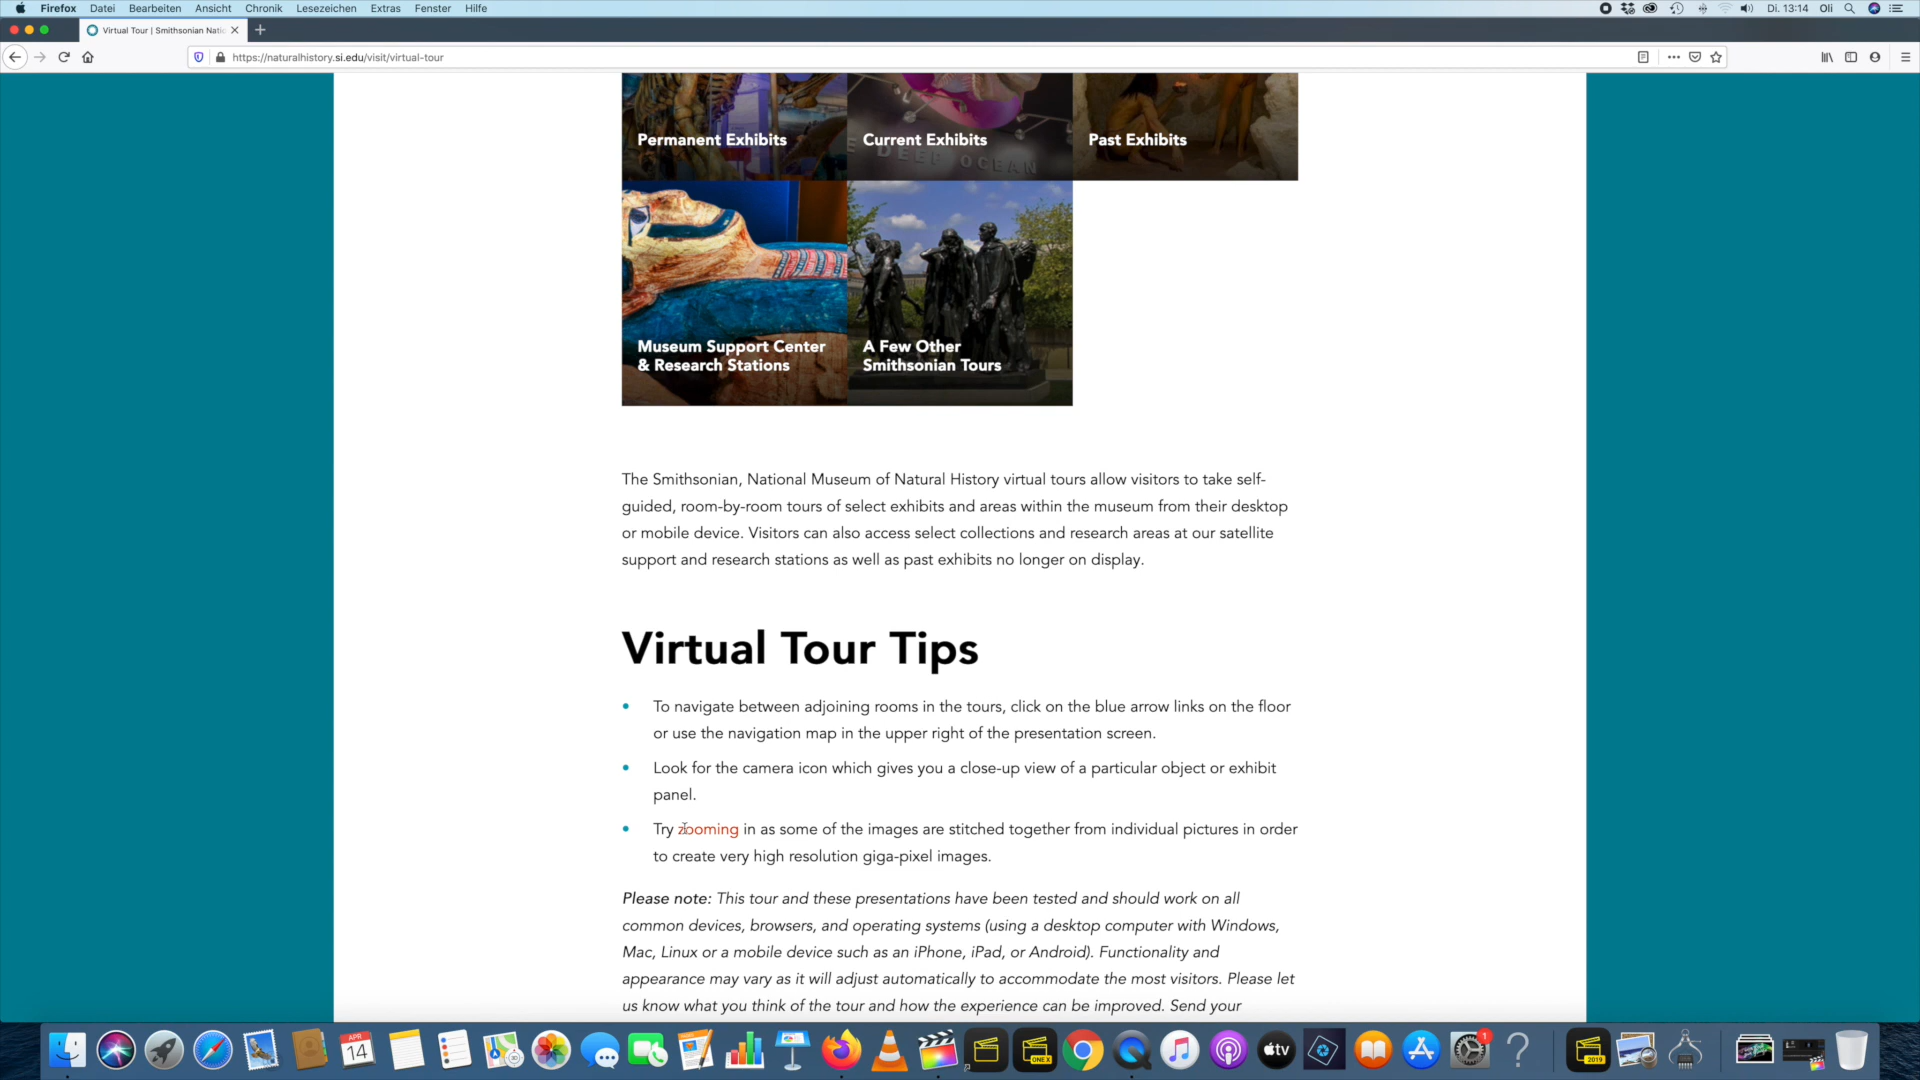 Firefox Datei Bearbeiten Ansicht Chronik Lesezeichen Extras Fenster Hilfe Di. 13:14 Oli
Virtual Tour | Smithsonian Natio
https://naturalhistory.si.edu/visit/virtual-tour
Permanent Exhibits
Current Exhibits
Past Exhibits
E DEEP OCEAN
Museum Support Center
& Research Stations
A Few Other
Smithsonian Tours
The Smithsonian, National Museum of Natural History virtual tours allow visitors to take self-
guided, room-by-room tours of select exhibits and areas within the museum from their desktop
or mobile device. Visitors can also access select collections and research areas at our satellite
support and research stations as well as past exhibits no longer on display.
Virtual Tour Tips
• To navigate between adjoining rooms in the tours, click on the blue arrow links on the floor
or use the navigation map in the upper right of the presentation screen.
• Look for the camera icon which gives you a close-up view of a particular object or exhibit
panel.
• Try zooming in as some of the images are stitched together from individual pictures in order
to create very high resolution giga-pixel images.
Please note: This tour and these presentations have been tested and should work on all
common devices, browsers, and operating systems (using a desktop computer with Windows,
Mac, Linux or a mobile device such as an iPhone, iPad, or Android). Functionality and
appearance may vary as it will adjust automatically to accommodate the most visitors. Please let
us know what you think of the tour and how the experience can be improved. Send your
APR
14
ONE X
tv
1
?
2019